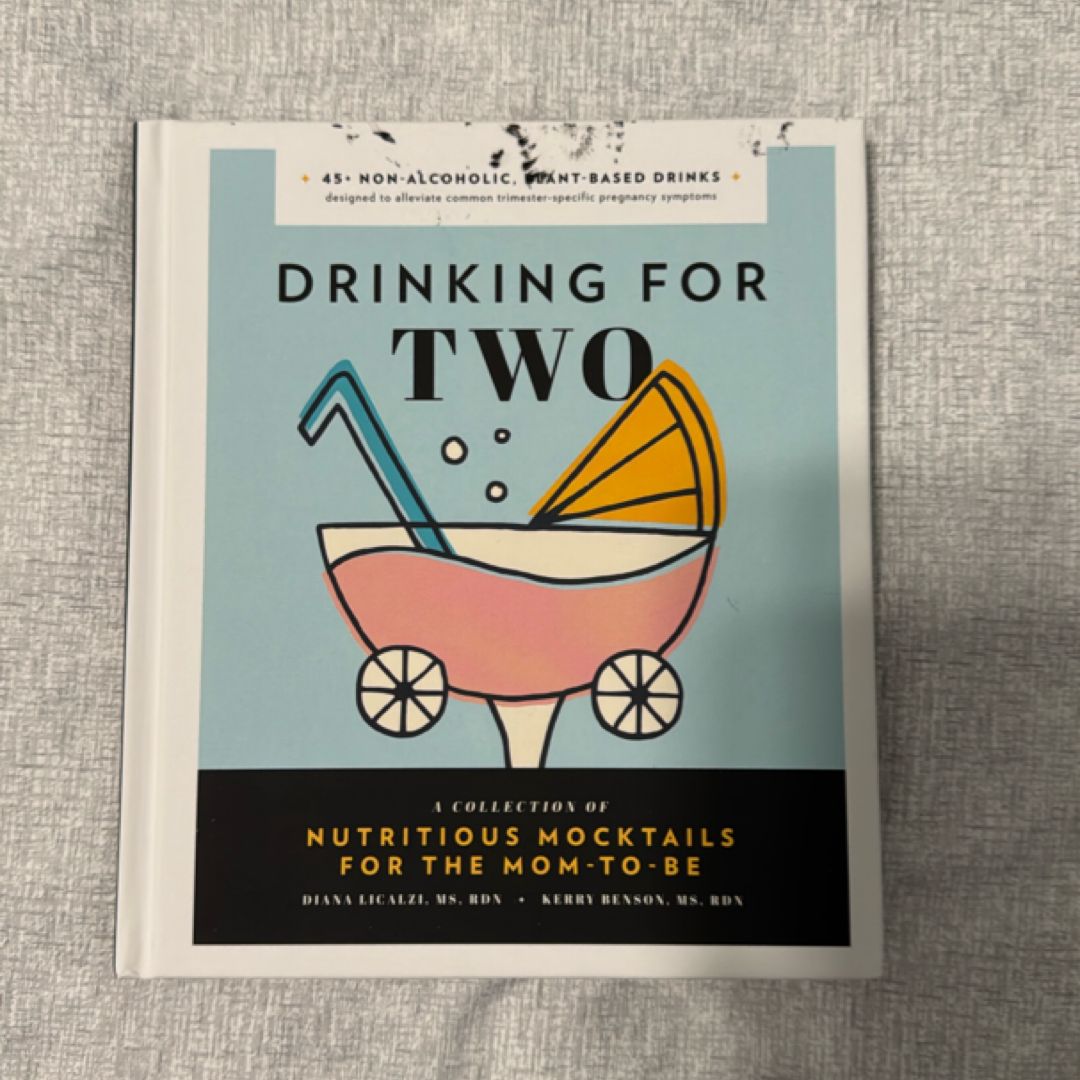 ✦ 45+ NON-ALCOHOLIC, PLANT-BASED DRINKS ✦
designed to alleviate common trimester-specific pregnancy symptoms
DRINKING FOR
TWO
A COLLECTION OF
NUTRITIOUS MOCKTAILS
FOR THE MOM-TO-BE
DIANA LICALZI, MS, RDN ✦ KERRY BENSON, MS, RDN